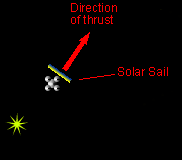 Direction
of thrust
Solar Sail